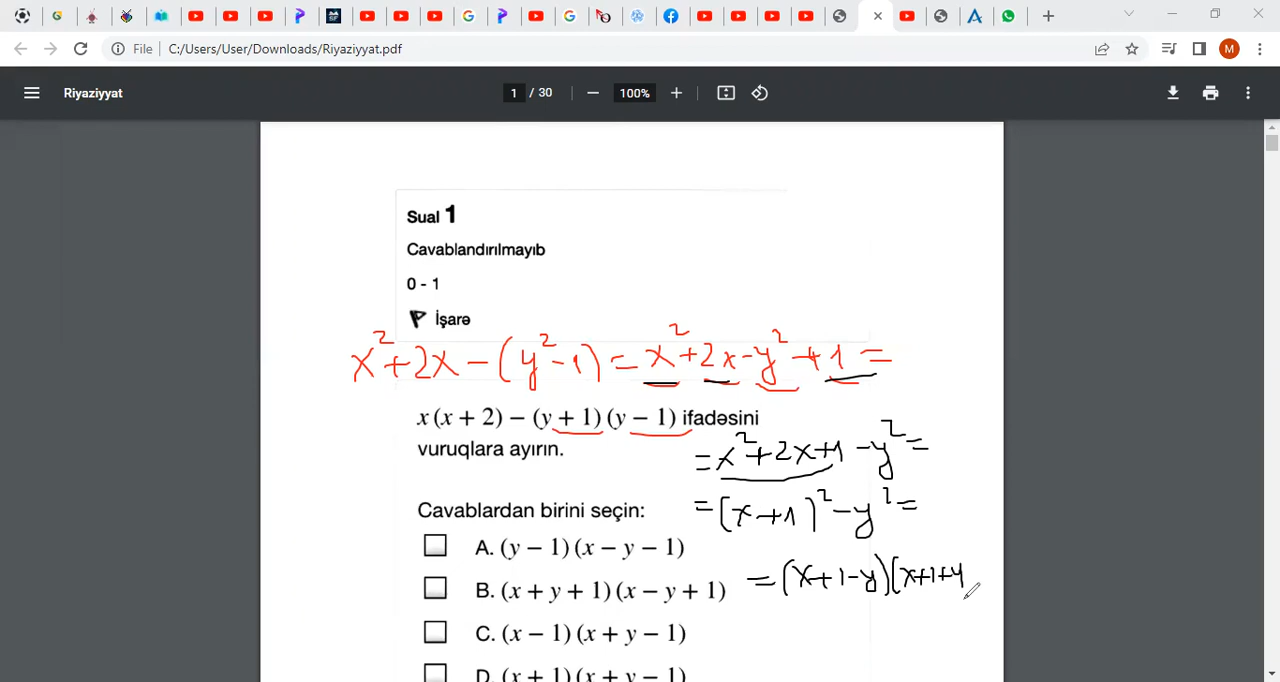 File C:/Users/User/Downloads/Riyaziyyat.pdf M
Riyaziyyat 1 / 30 100%
Sual 1
Cavablandırılmayıb
0 - 1
İşarə
x² + 2x - (y² - 1) = x² + 2x - y² + 1 =
x (x + 2) − (y + 1) (y − 1) ifadəsini
vuruqlara ayırın.
= x² + 2x + 1 - y² =
= (x + 1)² - y² =
Cavablardan birini seçin:
A. (y − 1) (x − y − 1)
B. (x + y + 1) (x − y + 1)
= (x + 1 - y) (x + 1 + y
C. (x − 1) (x + y − 1)
D. (x + 1) (x + y − 1)